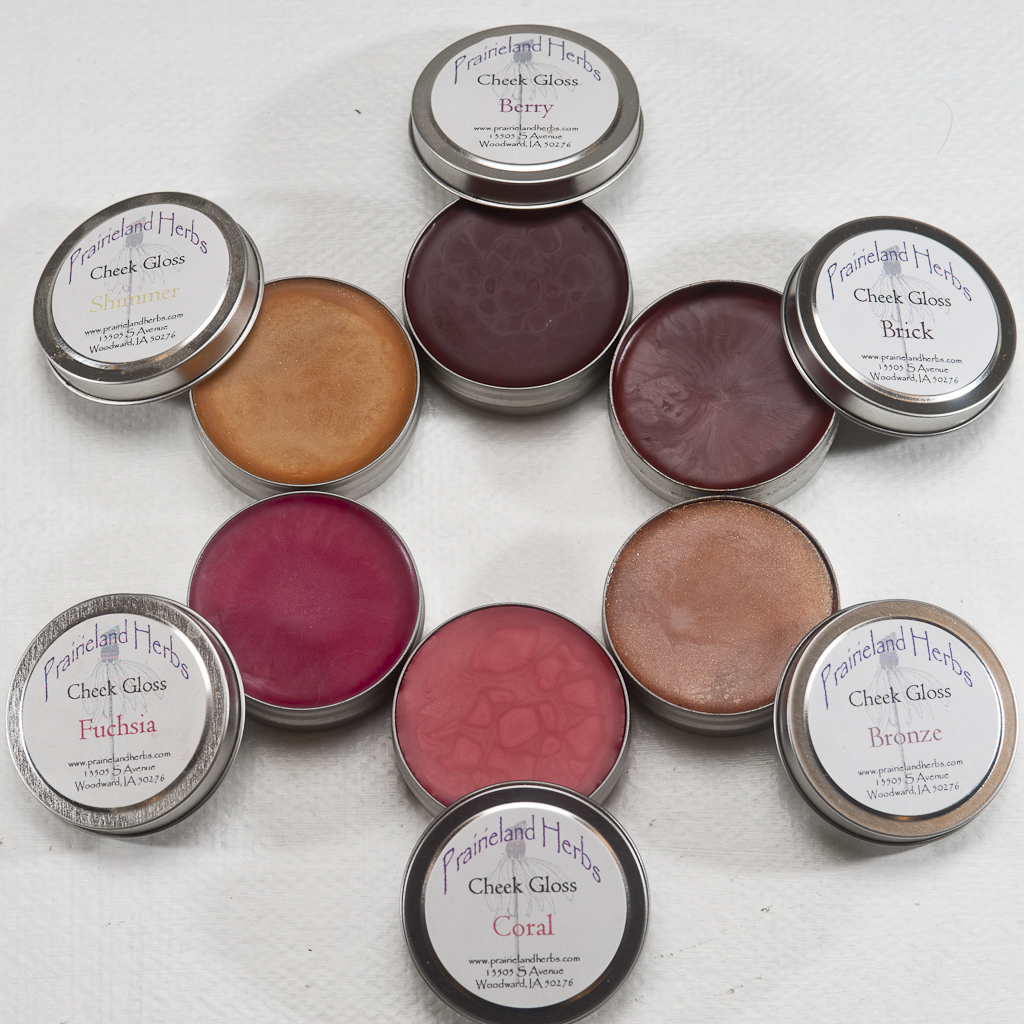 Prairieland Herbs
Cheek Gloss
Berry
www.prairielandherbs.com
13505 S Avenue
Woodward, IA 50276
Prairieland Herbs
Cheek Gloss
Shimmer
www.prairielandherbs.com
13505 S Avenue
Woodward, IA 50276
Prairieland Herbs
Cheek Gloss
Brick
www.prairielandherbs.com
13505 S Avenue
Woodward, IA 50276
Prairieland Herbs
Cheek Gloss
Fuchsia
www.prairielandherbs.com
13505 S Avenue
Woodward, IA 50276
Prairieland Herbs
Cheek Gloss
Bronze
www.prairielandherbs.com
13505 S Avenue
Woodward, IA 50276
Prairieland Herbs
Cheek Gloss
Coral
www.prairielandherbs.com
13505 S Avenue
Woodward, IA 50276